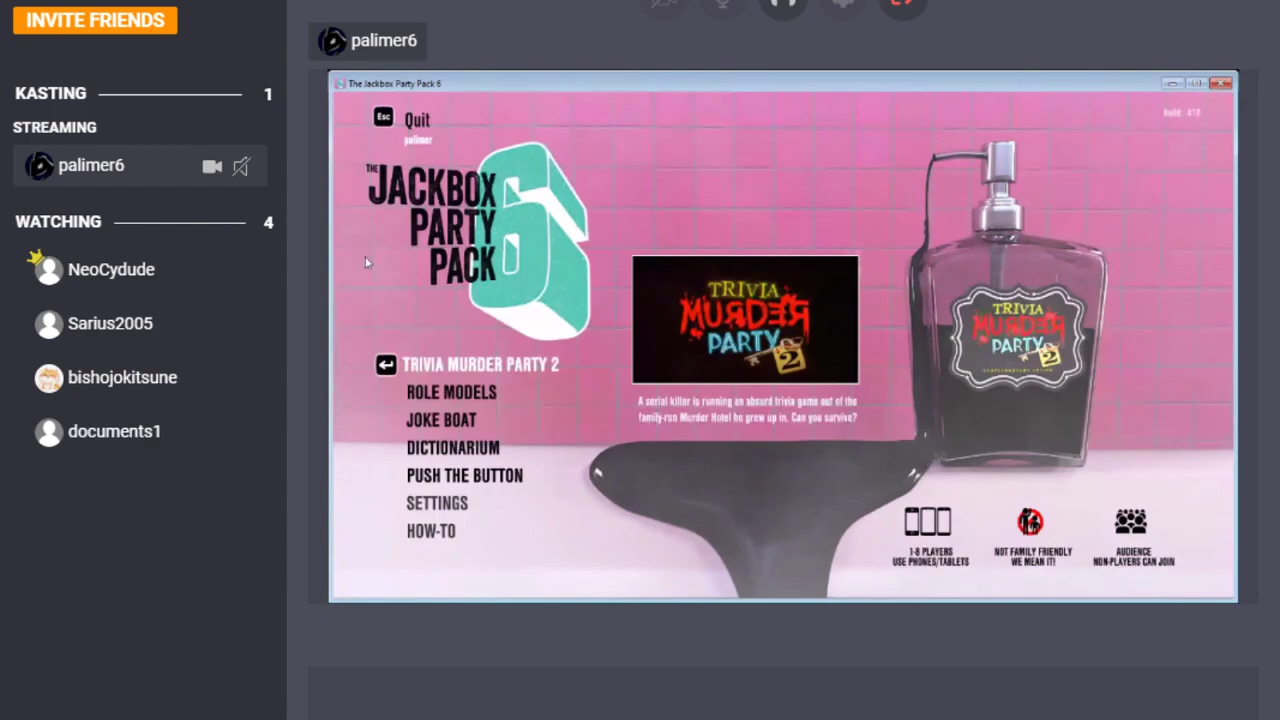 INVITE FRIENDS
KASTING 1
STREAMING
palimer6
WATCHING 4
NeoCydude
Sarius2005
bishojokitsune
documents1
palimer6
The Jackbox Party Pack 6
Esc Quit
palimer
Build: 412
THE
JACKBOX
PARTY
PACK
6
TRIVIA MURDER PARTY 2
ROLE MODELS
JOKE BOAT
DICTIONARIUM
PUSH THE BUTTON
SETTINGS
HOW-TO
TRIVIA
MURDER
PARTY
2
A serial killer is running an absurd trivia game out of the
family-run Murder Hotel he grew up in. Can you survive?
TRIVIA
MURDER
PARTY
2
1-8 PLAYERS
USE PHONES/TABLETS
NOT FAMILY FRIENDLY
WE MEAN IT!
AUDIENCE
NON-PLAYERS CAN JOIN